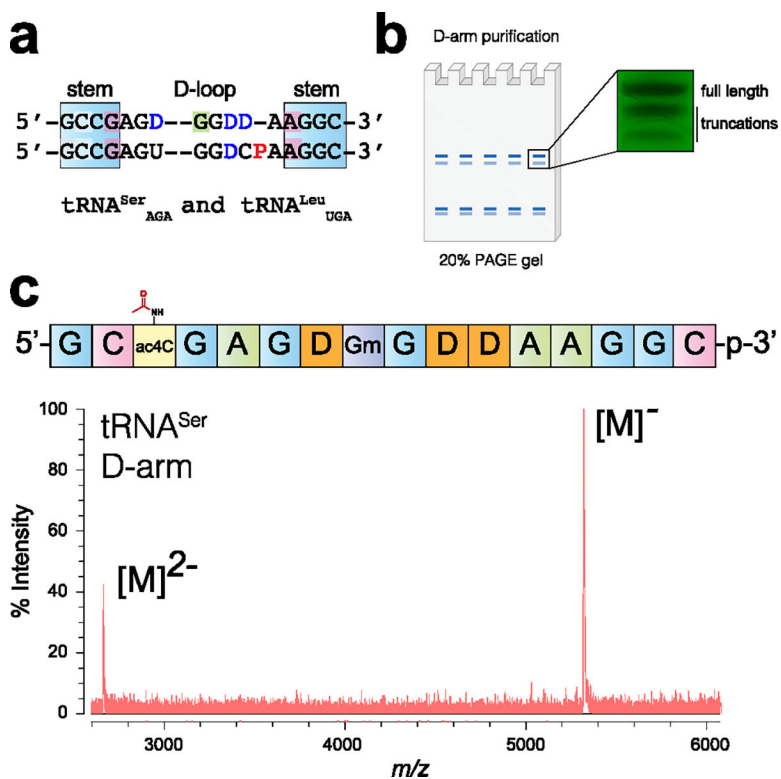 a
stem D-loop stem
5′-GCCGAGD--GGDD-AAGGC-3′
5′-GCCGAGU--GGDCPAAGGC-3′
tRNASerAGA and tRNALeuUGA
b
D-arm purification
full length
truncations
20% PAGE gel
c
O
NH
5'- G C ac4C G A G D Gm G D D A A G G C -p-3'
tRNASer
D-arm
[M]2-
[M]-
% Intensity
100
80
60
40
20
0
3000 4000 5000 6000
m/z